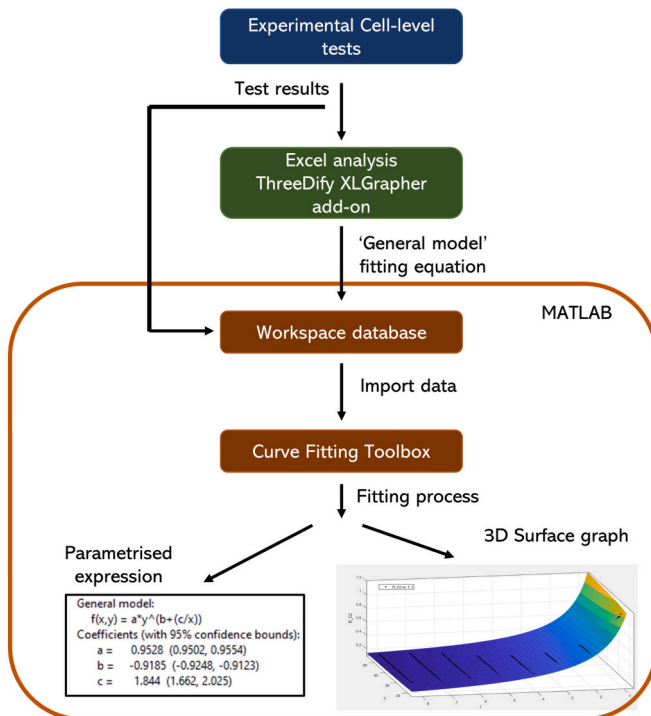 Experimental Cell-level
tests
Test results
Excel analysis
ThreeDify XLGrapher
add-on
'General model'
fitting equation
MATLAB
Workspace database
Import data
Curve Fitting Toolbox
Fitting process
3D Surface graph
Parametrised
expression
General model:
f(x,y) = a*y^(b+(c/x))
Coefficients (with 95% confidence bounds):
a = 0.9528 (0.9502, 0.9554)
b = -0.9185 (-0.9248, -0.9123)
c = 1.844 (1.662, 2.025)